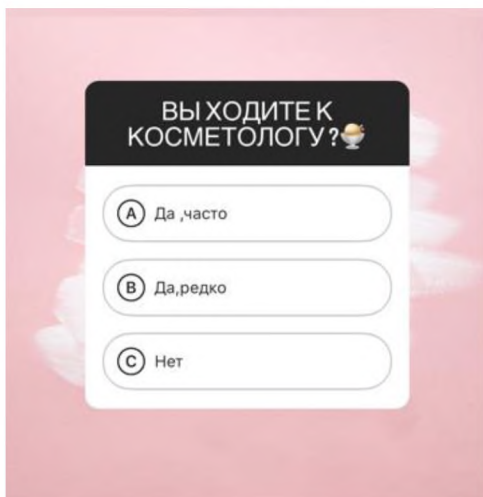 ВЫ ХОДИТЕ К
КОСМЕТОЛОГУ ?🍨
A Да ,часто
B Да,редко
C Нет